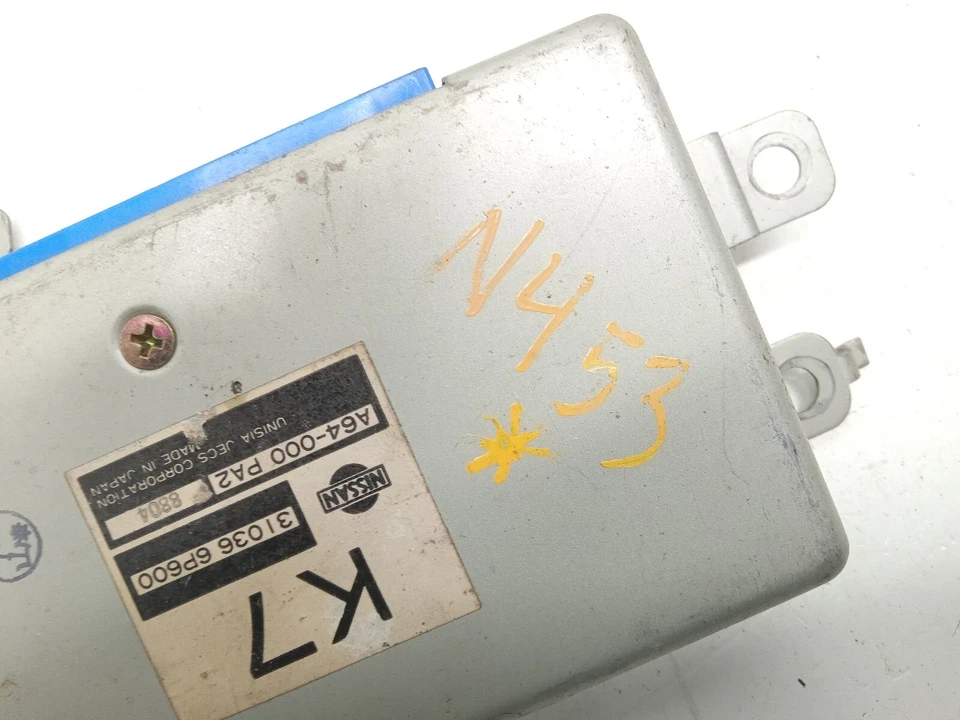 N453*
K7
NISSAN
31036 6P600
A64-000 PA2
8804
UNISIA JECS CORPORATION
MADE IN JAPAN